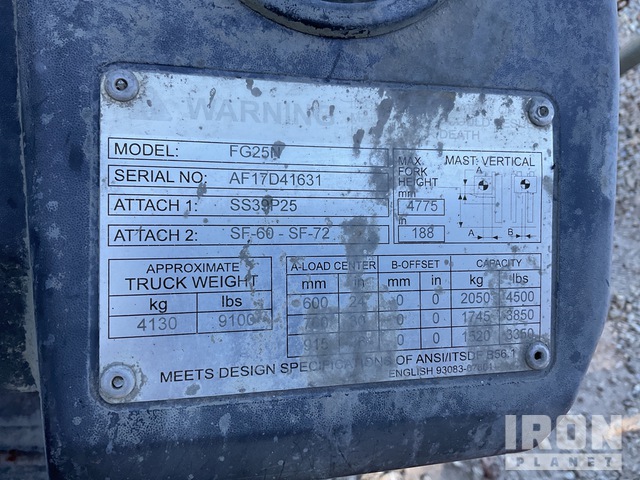 WARNING
DEATH
MODEL: FG25N
SERIAL NO: AF17D41631
ATTACH 1: SS39P25
ATTACH 2: SF-60 - SF-72
MAX. FORK HEIGHT
mm
4775
in
188
MAST: VERTICAL
A
A B
APPROXIMATE
TRUCK WEIGHT
kg lbs
4130 9100
A-LOAD CENTER B-OFFSET CAPACITY
mm in mm in kg lbs
600 24 0 0 2050 4500
0 0 1745 3850
915 0 0 1520 3350
MEETS DESIGN SPECIFICATIONS OF ANSI/ITSDF B56.1
ENGLISH
IRON
PLANET